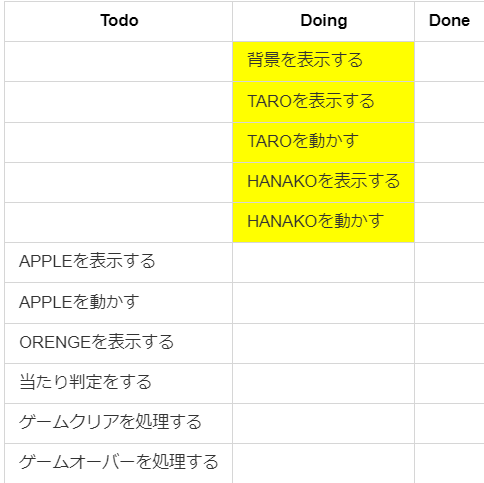 Todo Doing Done
背景を表示する
TAROを表示する
TAROを動かす
HANAKOを表示する
HANAKOを動かす
APPLEを表示する
APPLEを動かす
ORENGEを表示する
当たり判定をする
ゲームクリアを処理する
ゲームオーバーを処理する